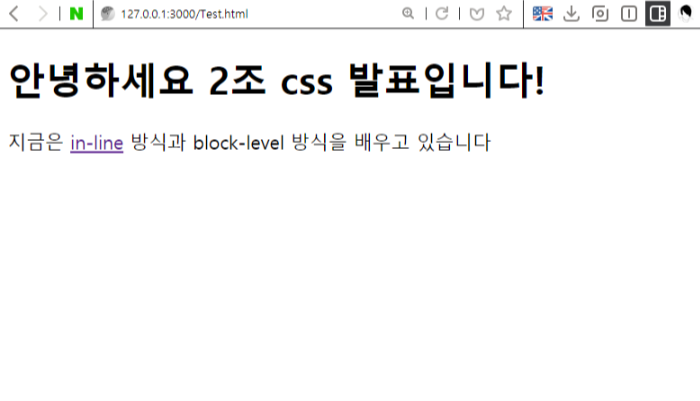 127.0.0.1:3000/Test.html
안녕하세요 2조 css 발표입니다!
지금은 in-line 방식과 block-level 방식을 배우고 있습니다